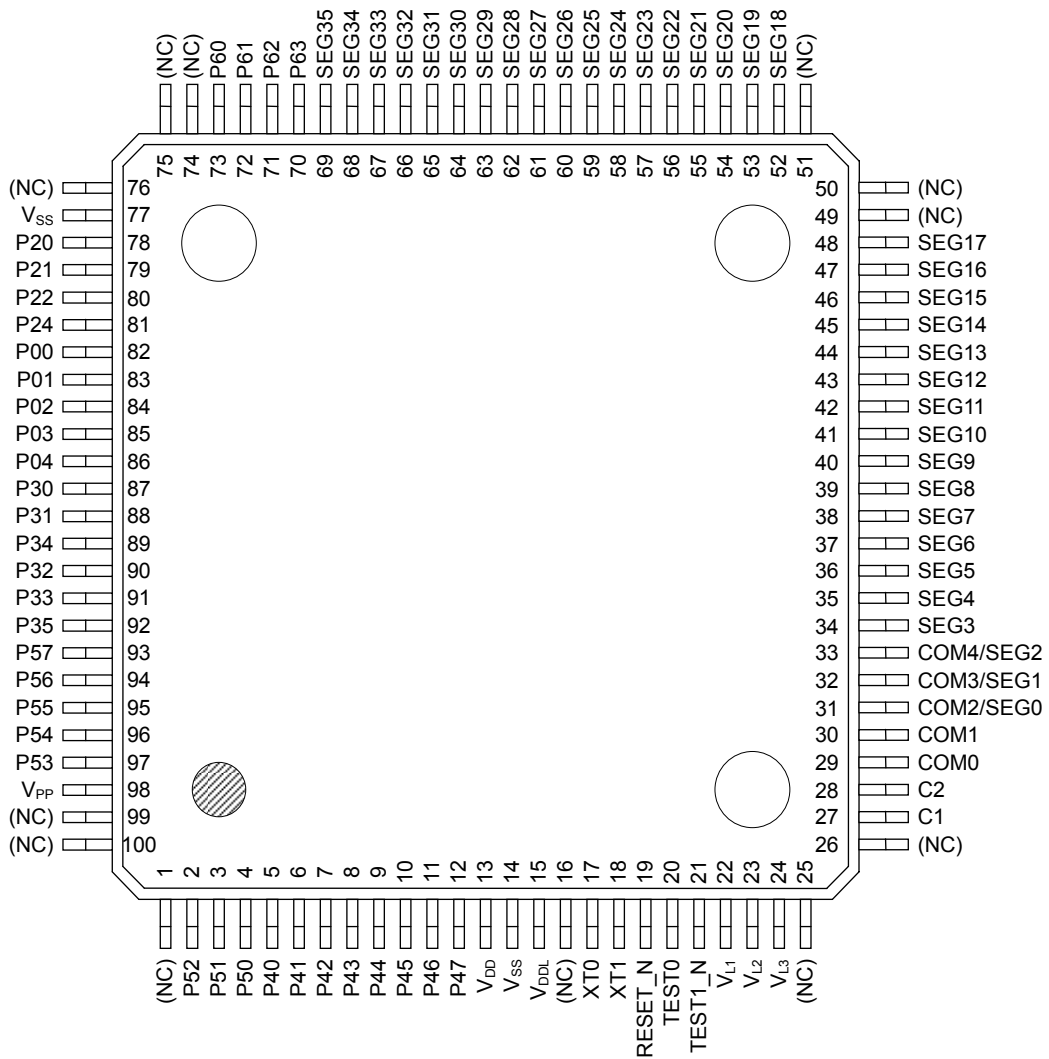 (NC)
(NC)
P60
P61
P62
P63
SEG35
SEG34
SEG33
SEG32
SEG31
SEG30
SEG29
SEG28
SEG27
SEG26
SEG25
SEG24
SEG23
SEG22
SEG21
SEG20
SEG19
SEG18
(NC)
75
74
73
72
71
70
69
68
67
66
65
64
63
62
61
60
59
58
57
56
55
54
53
52
51
(NC) 76
VSS 77
P20 78
P21 79
P22 80
P24 81
P00 82
P01 83
P02 84
P03 85
P04 86
P30 87
P31 88
P34 89
P32 90
P33 91
P35 92
P57 93
P56 94
P55 95
P54 96
P53 97
VPP 98
(NC) 99
(NC) 100
50 (NC)
49 (NC)
48 SEG17
47 SEG16
46 SEG15
45 SEG14
44 SEG13
43 SEG12
42 SEG11
41 SEG10
40 SEG9
39 SEG8
38 SEG7
37 SEG6
36 SEG5
35 SEG4
34 SEG3
33 COM4/SEG2
32 COM3/SEG1
31 COM2/SEG0
30 COM1
29 COM0
28 C2
27 C1
26 (NC)
1
2
3
4
5
6
7
8
9
10
11
12
13
14
15
16
17
18
19
20
21
22
23
24
25
(NC)
P52
P51
P50
P40
P41
P42
P43
P44
P45
P46
P47
VDD
VSS
VDDL
(NC)
XT0
XT1
RESET_N
TEST0
TEST1_N
VL1
VL2
VL3
(NC)